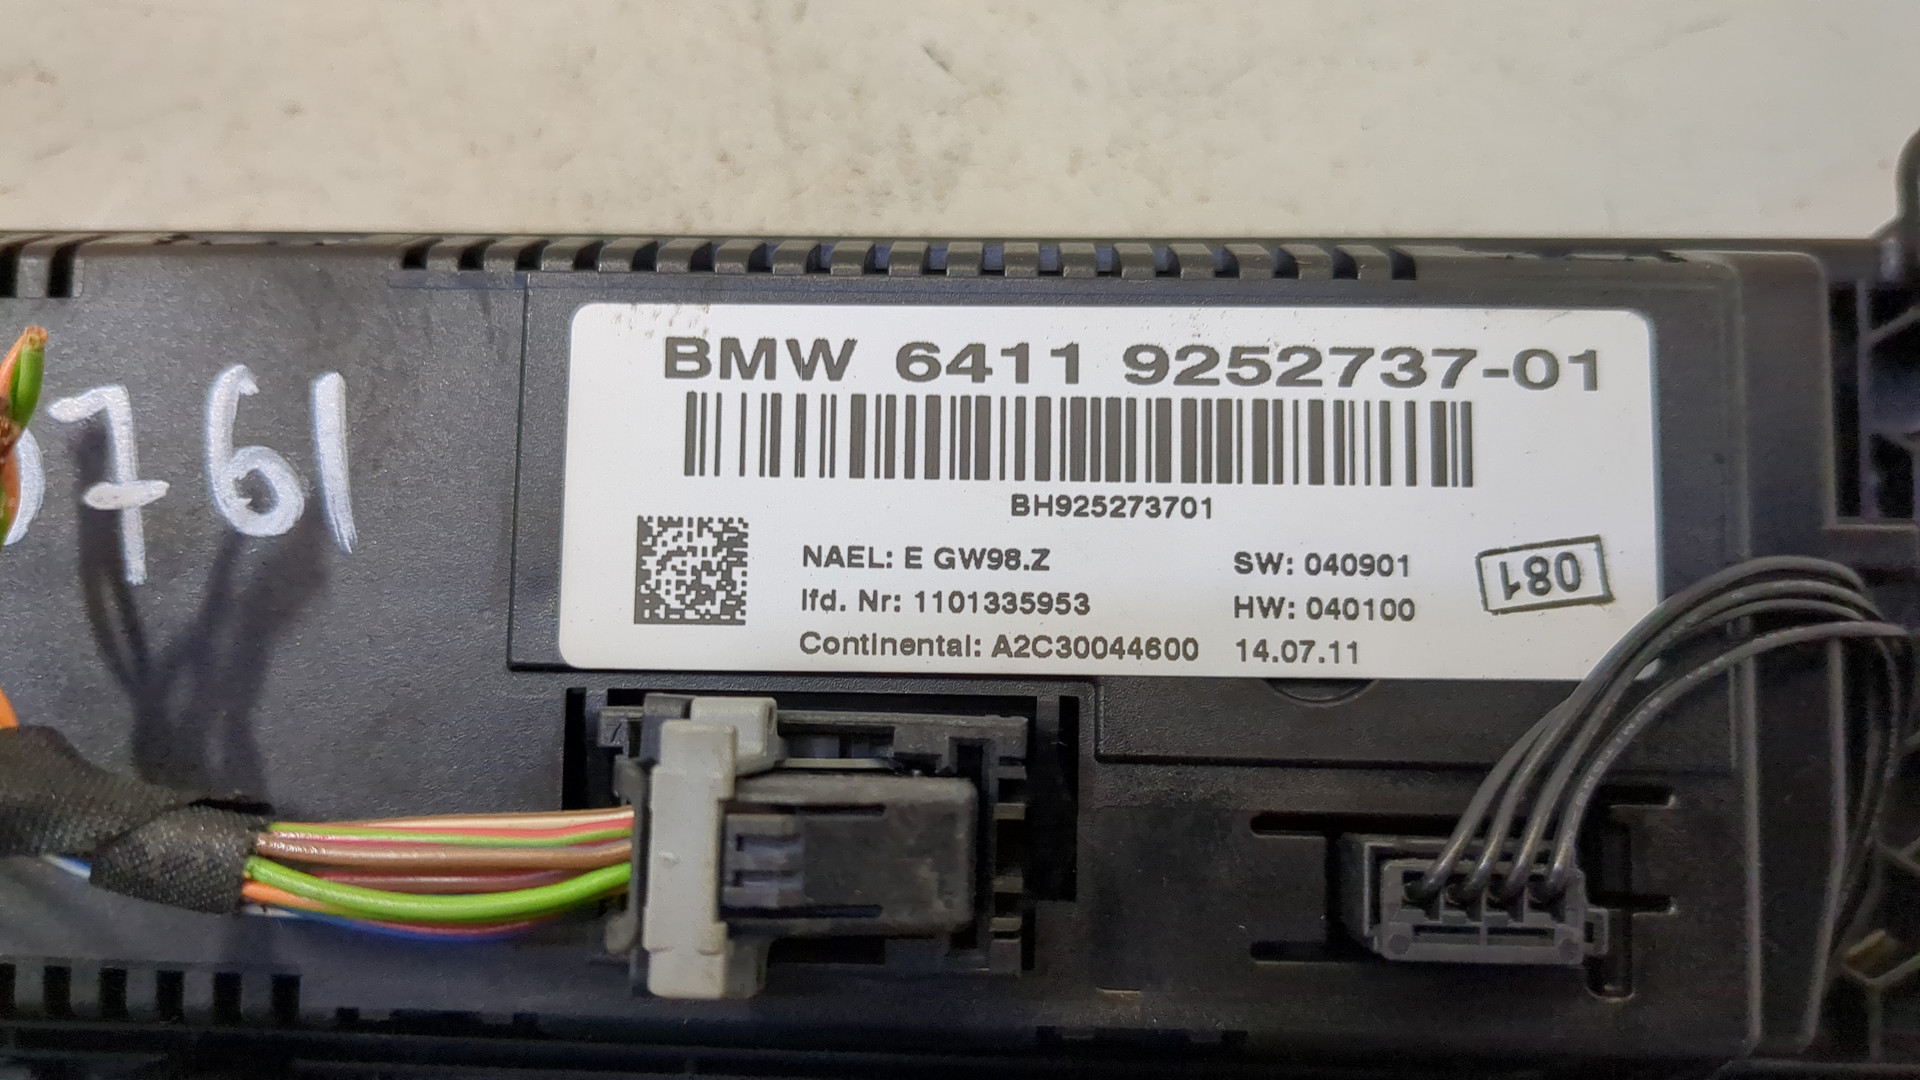 BMW 6411 9252737-01
BH925273701
NAEL: E GW98.Z
SW: 040901
lfd. Nr: 1101335953
HW: 040100
Continental: A2C30044600
14.07.11
081
761